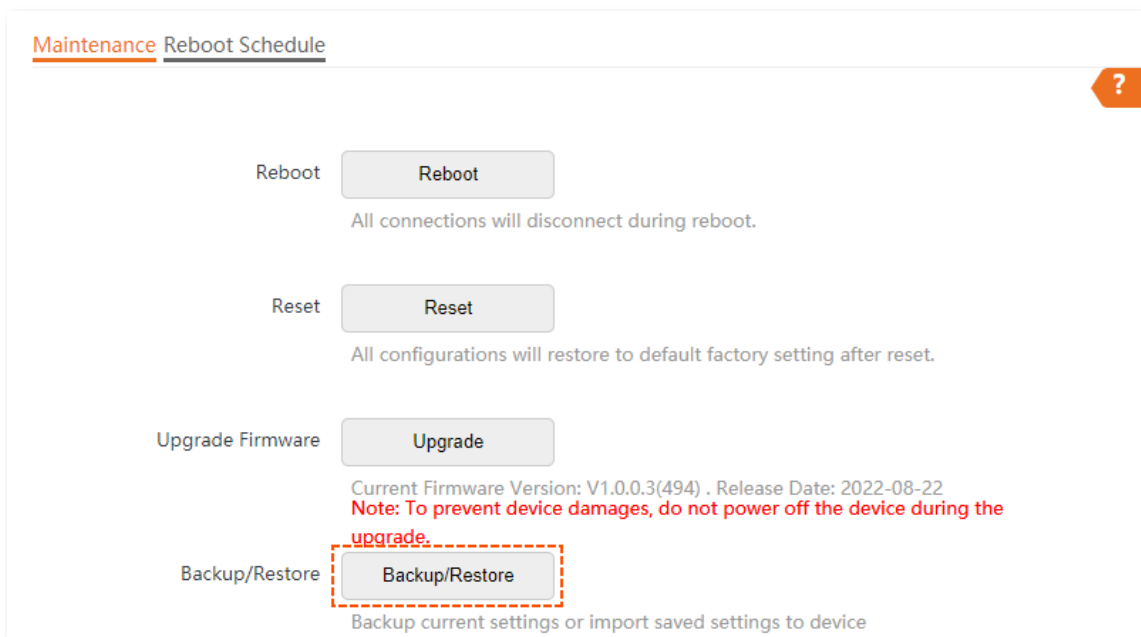 Maintenance Reboot Schedule
?
Reboot Reboot
All connections will disconnect during reboot.
Reset Reset
All configurations will restore to default factory setting after reset.
Upgrade Firmware Upgrade
Current Firmware Version: V1.0.0.3(494) . Release Date: 2022-08-22
Note: To prevent device damages, do not power off the device during the
upgrade.
Backup/Restore Backup/Restore
Backup current settings or import saved settings to device